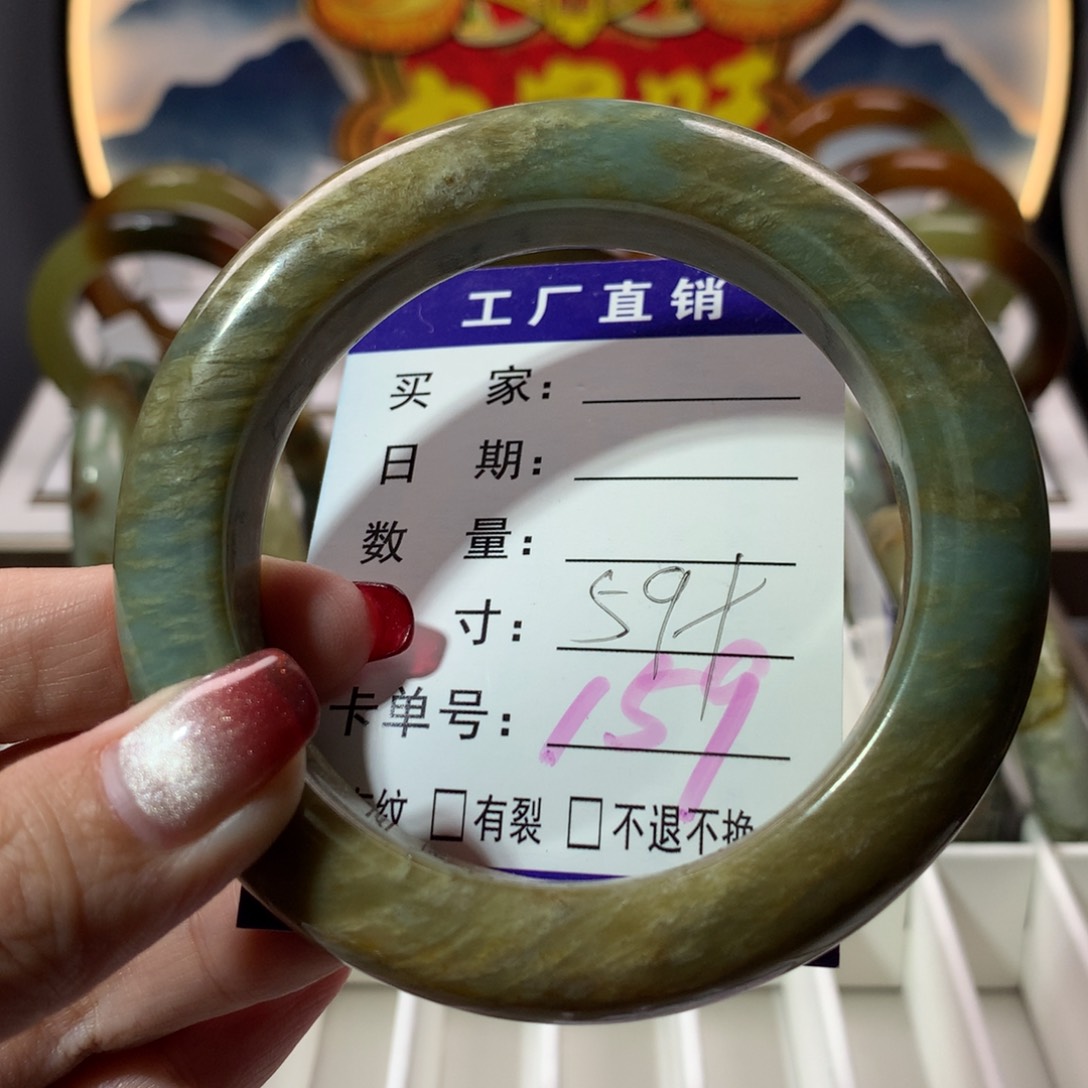 工厂直销
买 家:
日 期:
数 量:
寸: 59
卡单号: 159
纹 □有裂 □不退不换